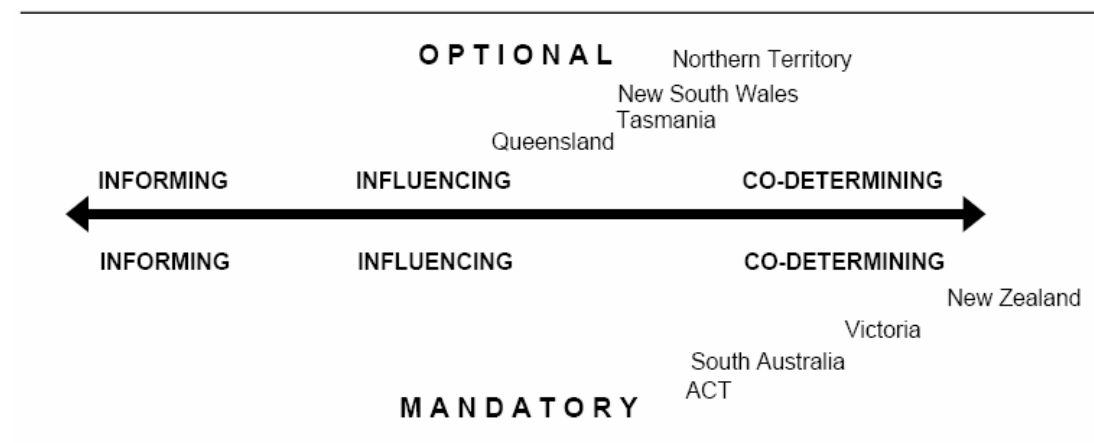 OPTIONAL
Northern Territory
New South Wales
Tasmania
Queensland
INFORMING INFLUENCING CO-DETERMINING
INFORMING INFLUENCING CO-DETERMINING
New Zealand
Victoria
South Australia
ACT
MANDATORY